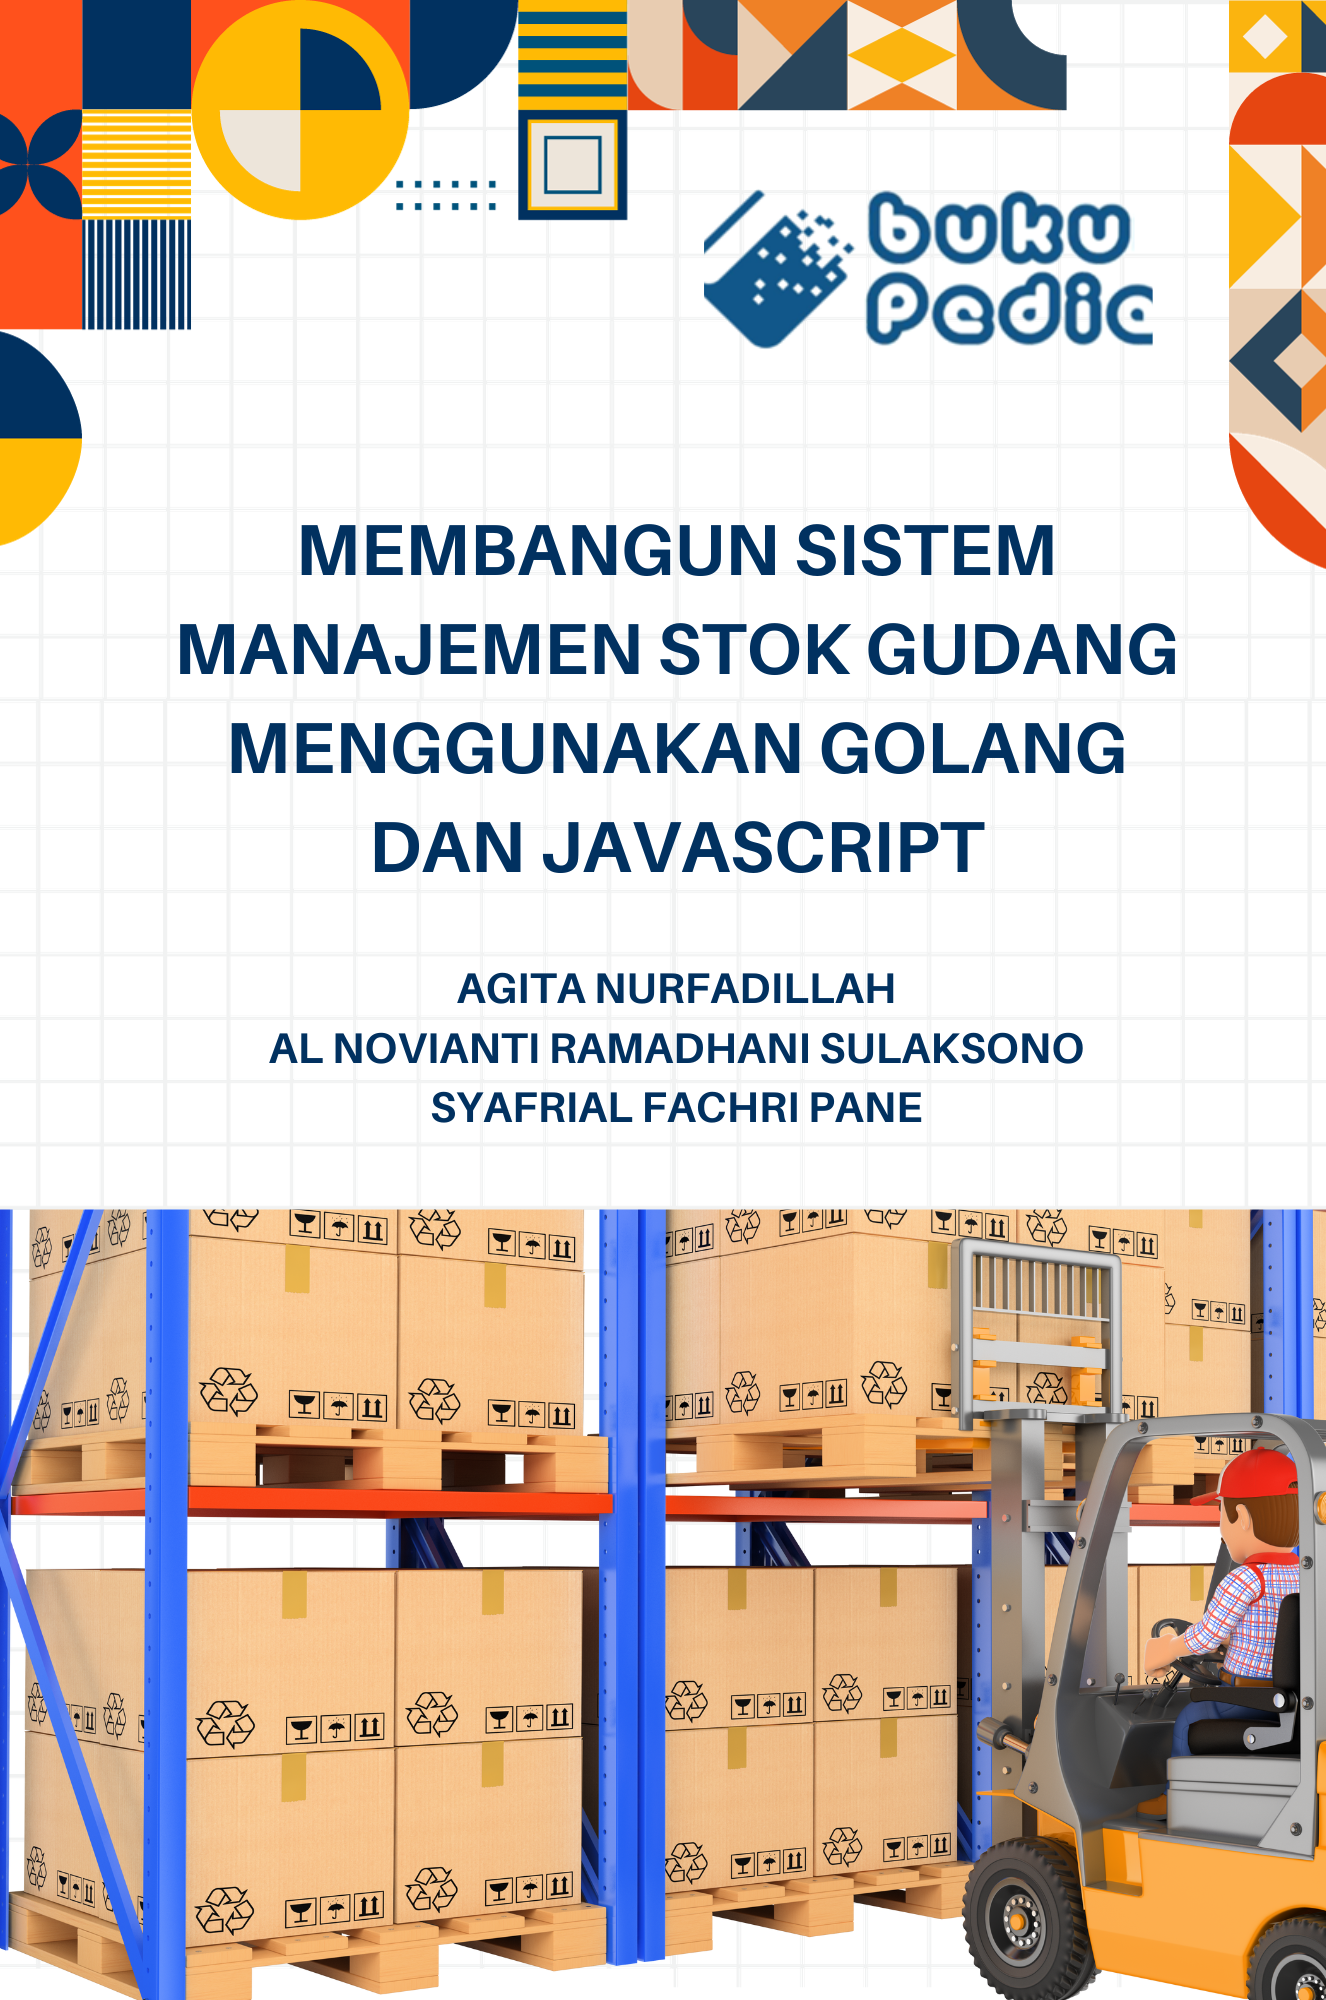 buku
Pedia
MEMBANGUN SISTEM
MANAJEMEN STOK GUDANG
MENGGUNAKAN GOLANG
DAN JAVASCRIPT
AGITA NURFADILLAH
AL NOVIANTI RAMADHANI SULAKSONO
SYAFRIAL FACHRI PANE